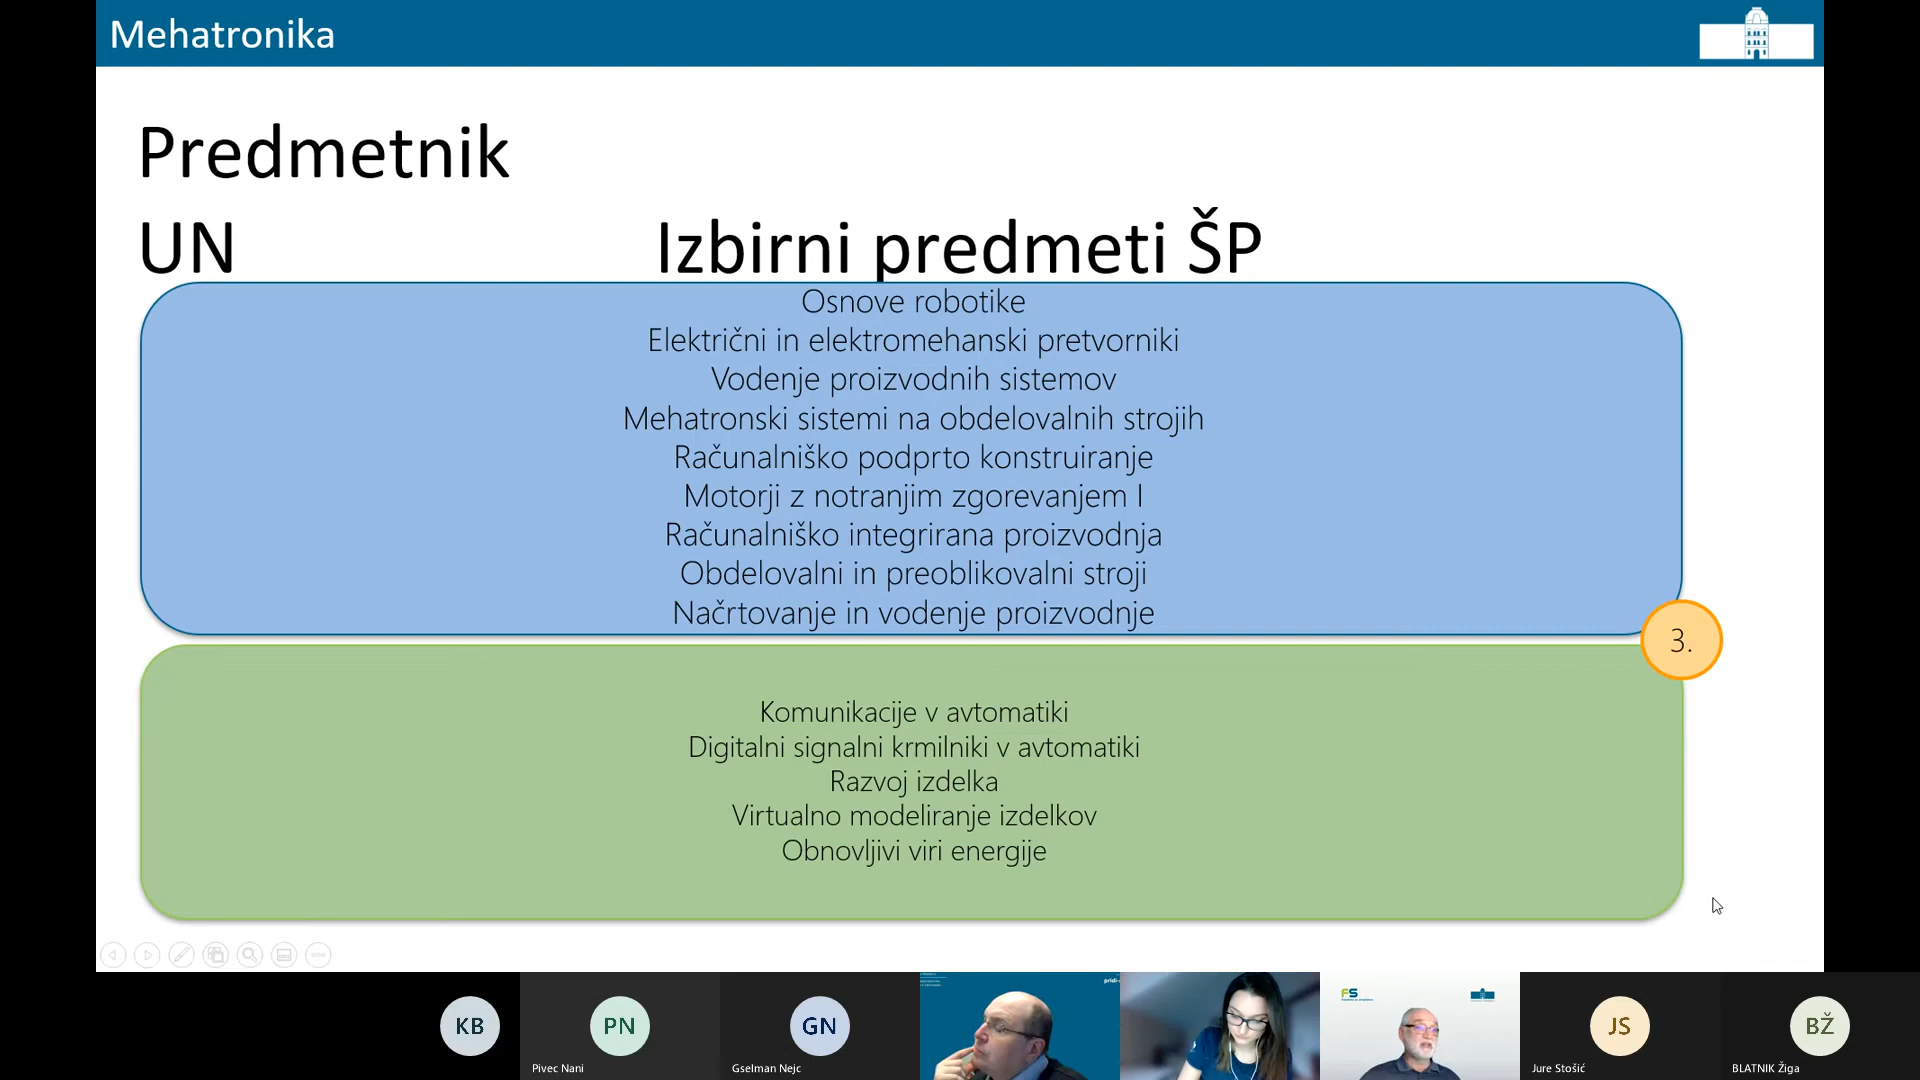 Mehatronika
Predmetnik
UN
Izbirni predmeti ŠP
Osnove robotike
Električni in elektromehanski pretvorniki
Vodenje proizvodnih sistemov
Mehatronski sistemi na obdelovalnih strojih
Računalniško podprto konstruiranje
Motorji z notranjim zgorevanjem I
Računalniško integrirana proizvodnja
Obdelovalni in preoblikovalni stroji
Načrtovanje in vodenje proizvodnje
3.
Komunikacije v avtomatiki
Digitalni signalni krmilniki v avtomatiki
Razvoj izdelka
Virtualno modeliranje izdelkov
Obnovljivi viri energije
KB
PN
Pivec Nani
GN
Gselman Nejc
pridi
FS
JS
Jure Stošić
BŽ
BLATNIK Žiga